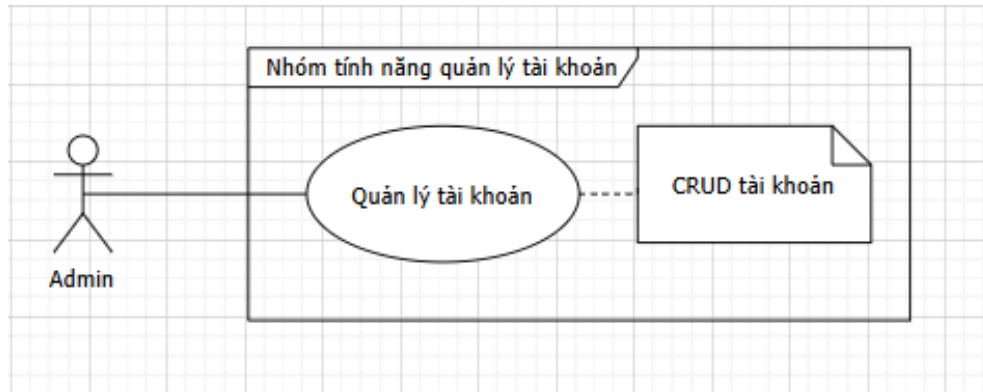 Nhóm tính năng quản lý tài khoản
Quản lý tài khoản
CRUD tài khoản
Admin